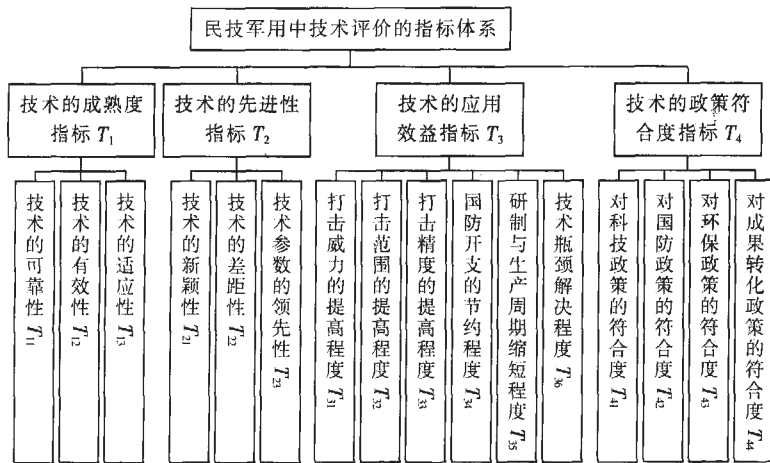 民技军用中技术评价的指标体系
技术的成熟度
指标 T₁
技术的先进性
指标 T₂
技术的应用
效益指标 T₃
技术的政策符
合度指标 T₄
技术的可靠性 T₁₁
技术的有效性 T₁₂
技术的适应性 T₁₃
技术的新颖性 T₂₁
技术的差距性 T₂₂
技术参数的领先性 T₂₃
打击威力的提高程度 T₃₁
打击范围的提高程度 T₃₂
打击精度的提高程度 T₃₃
国防开支的节约程度 T₃₄
研制与生产周期缩短程度 T₃₅
技术瓶颈解决程度 T₃₆
对科技政策的符合度 T₄₁
对国防政策的符合度 T₄₂
对环保政策的符合度 T₄₃
对成果转化政策的符合度 T₄₄